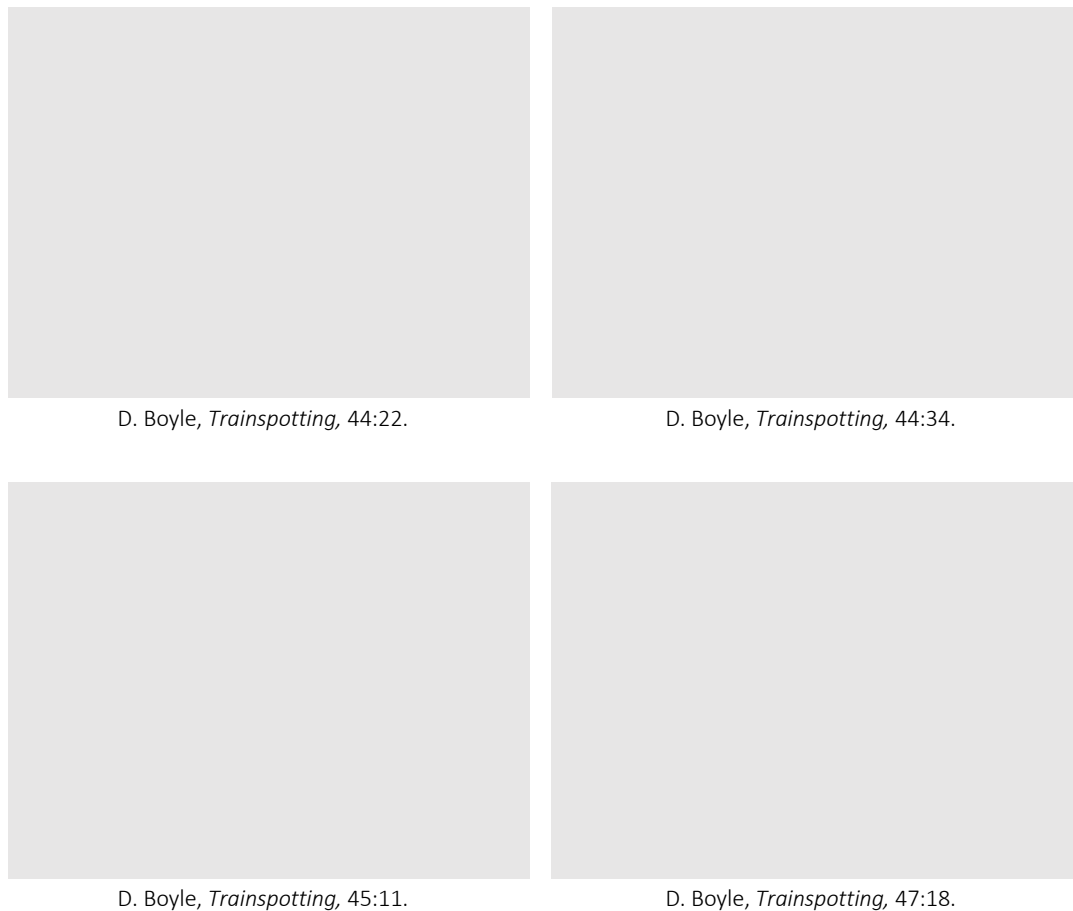 D. Boyle, Trainspotting, 44:22.
D. Boyle, Trainspotting, 44:34.
D. Boyle, Trainspotting, 45:11.
D. Boyle, Trainspotting, 47:18.